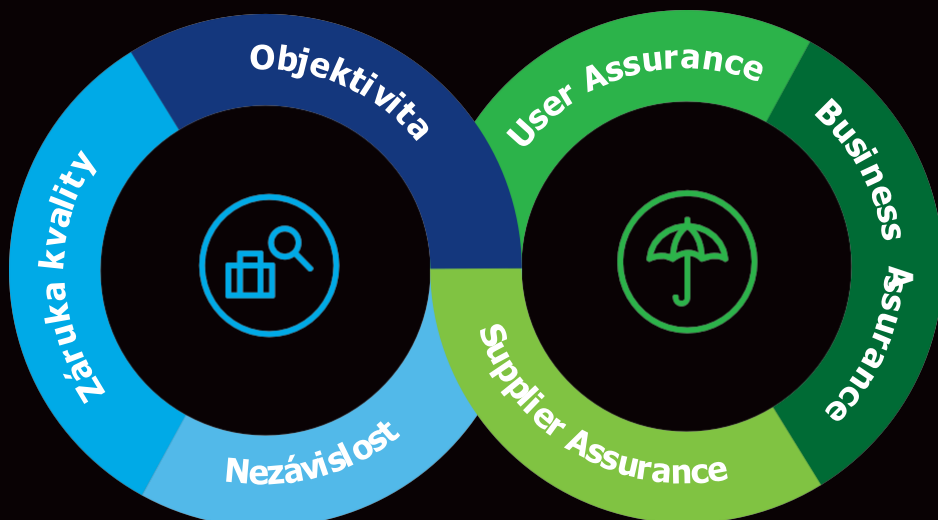 Objektivita
Záruka kvality
Nezávislost
User Assurance
Business Assurance
Supplier Assurance